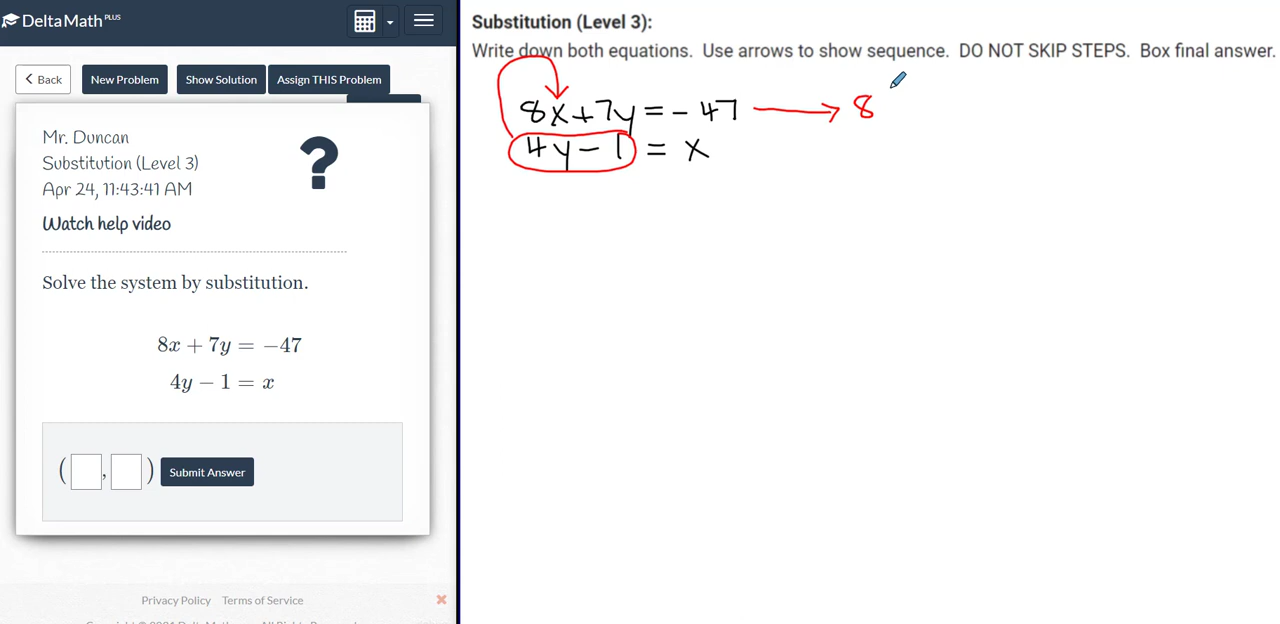 DeltaMath PLUS
Back
New Problem
Show Solution
Assign THIS Problem
Mr. Duncan
Substitution (Level 3)
Apr 24, 11:43:41 AM
Watch help video
?
Solve the system by substitution.
8x + 7y = −47
4y − 1 = x
( , )
Submit Answer
Privacy Policy Terms of Service
Substitution (Level 3):
Write down both equations. Use arrows to show sequence. DO NOT SKIP STEPS. Box final answer.
8x+7y = - 47 → 8
4y - 1 = x